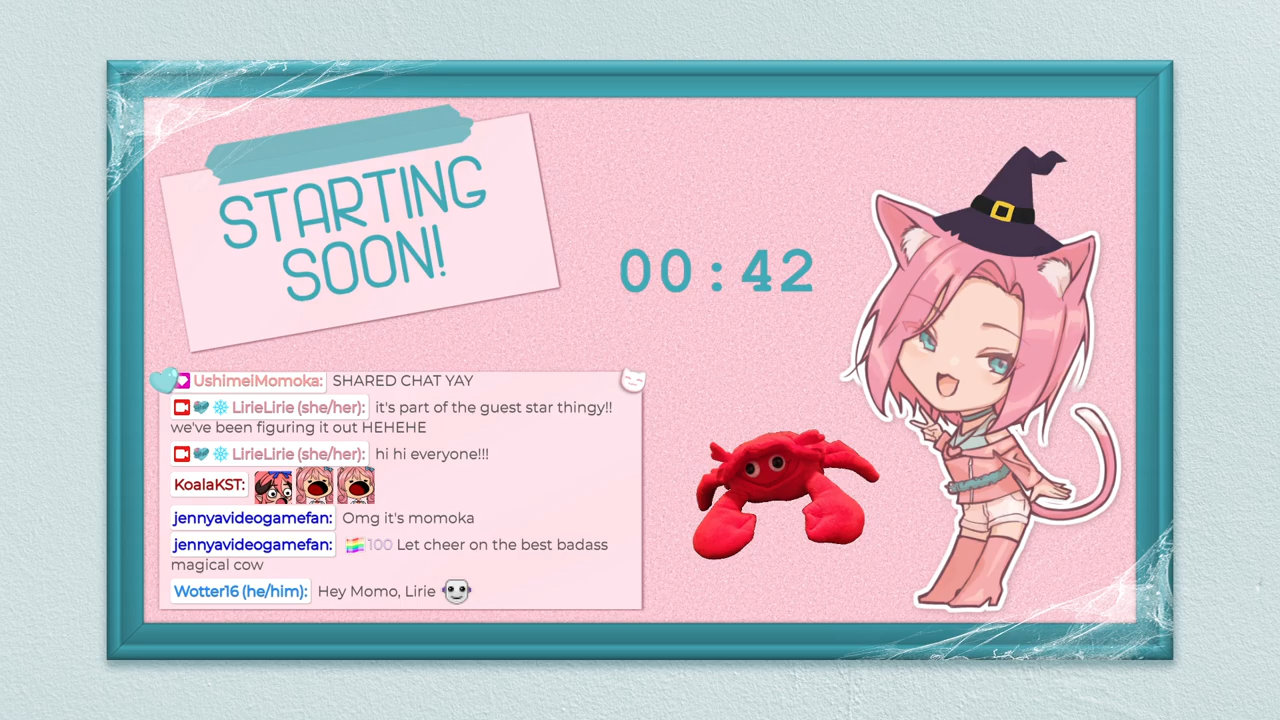 STARTING
SOON!
00:42
UshimeiMomoka: SHARED CHAT YAY
LirieLirie (she/her): it's part of the guest star thingy!!
we've been figuring it out HEHEHE
LirieLirie (she/her): hi hi everyone!!!
KoalaKST:
jennyavideogamefan: Omg it's momoka
jennyavideogamefan: 100 Let cheer on the best badass
magical cow
Wotter16 (he/him): Hey Momo, Lirie